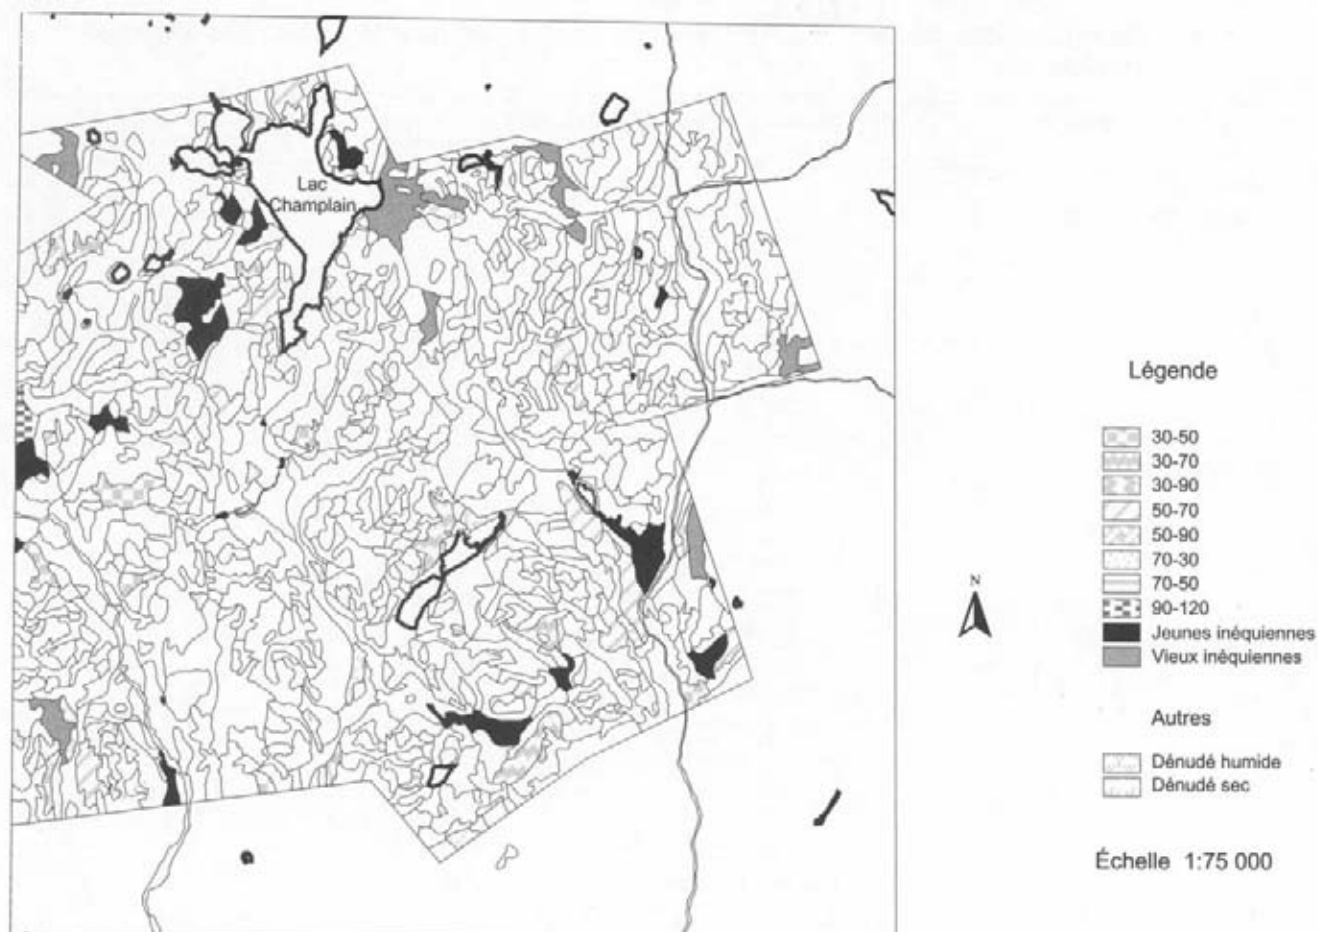 Lac
Champlain
Légende
30-50
30-70
30-90
50-70
50-90
70-30
70-50
90-120
Jeunes inéquiennes
Vieux inéquiennes
N
Autres
Dénudé humide
Dénudé sec
Échelle 1:75 000